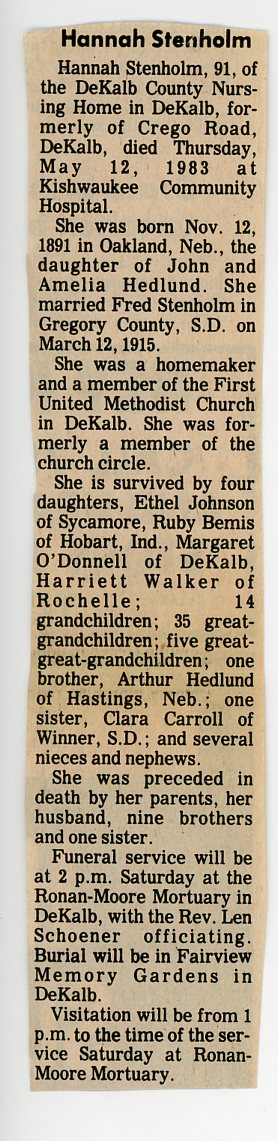 Hannah Stenholm
Hannah Stenholm, 91, of
the DeKalb County Nurs-
ing Home in DeKalb, for-
merly of Crego Road,
DeKalb, died Thursday,
May 12, 1983 at
Kishwaukee Community
Hospital.
She was born Nov. 12,
1891 in Oakland, Neb., the
daughter of John and
Amelia Hedlund. She
married Fred Stenholm in
Gregory County, S.D. on
March 12, 1915.
She was a homemaker
and a member of the First
United Methodist Church
in DeKalb. She was for-
merly a member of the
church circle.
She is survived by four
daughters, Ethel Johnson
of Sycamore, Ruby Bemis
of Hobart, Ind., Margaret
O'Donnell of DeKalb,
Harriett Walker of
Rochelle; 14
grandchildren; 35 great-
grandchildren; five great-
great-grandchildren; one
brother, Arthur Hedlund
of Hastings, Neb.; one
sister, Clara Carroll of
Winner, S.D.; and several
nieces and nephews.
She was preceded in
death by her parents, her
husband, nine brothers
and one sister.
Funeral service will be
at 2 p.m. Saturday at the
Ronan-Moore Mortuary in
DeKalb, with the Rev. Len
Schoener officiating.
Burial will be in Fairview
Memory Gardens in
DeKalb.
Visitation will be from 1
p.m. to the time of the ser-
vice Saturday at Ronan-
Moore Mortuary.